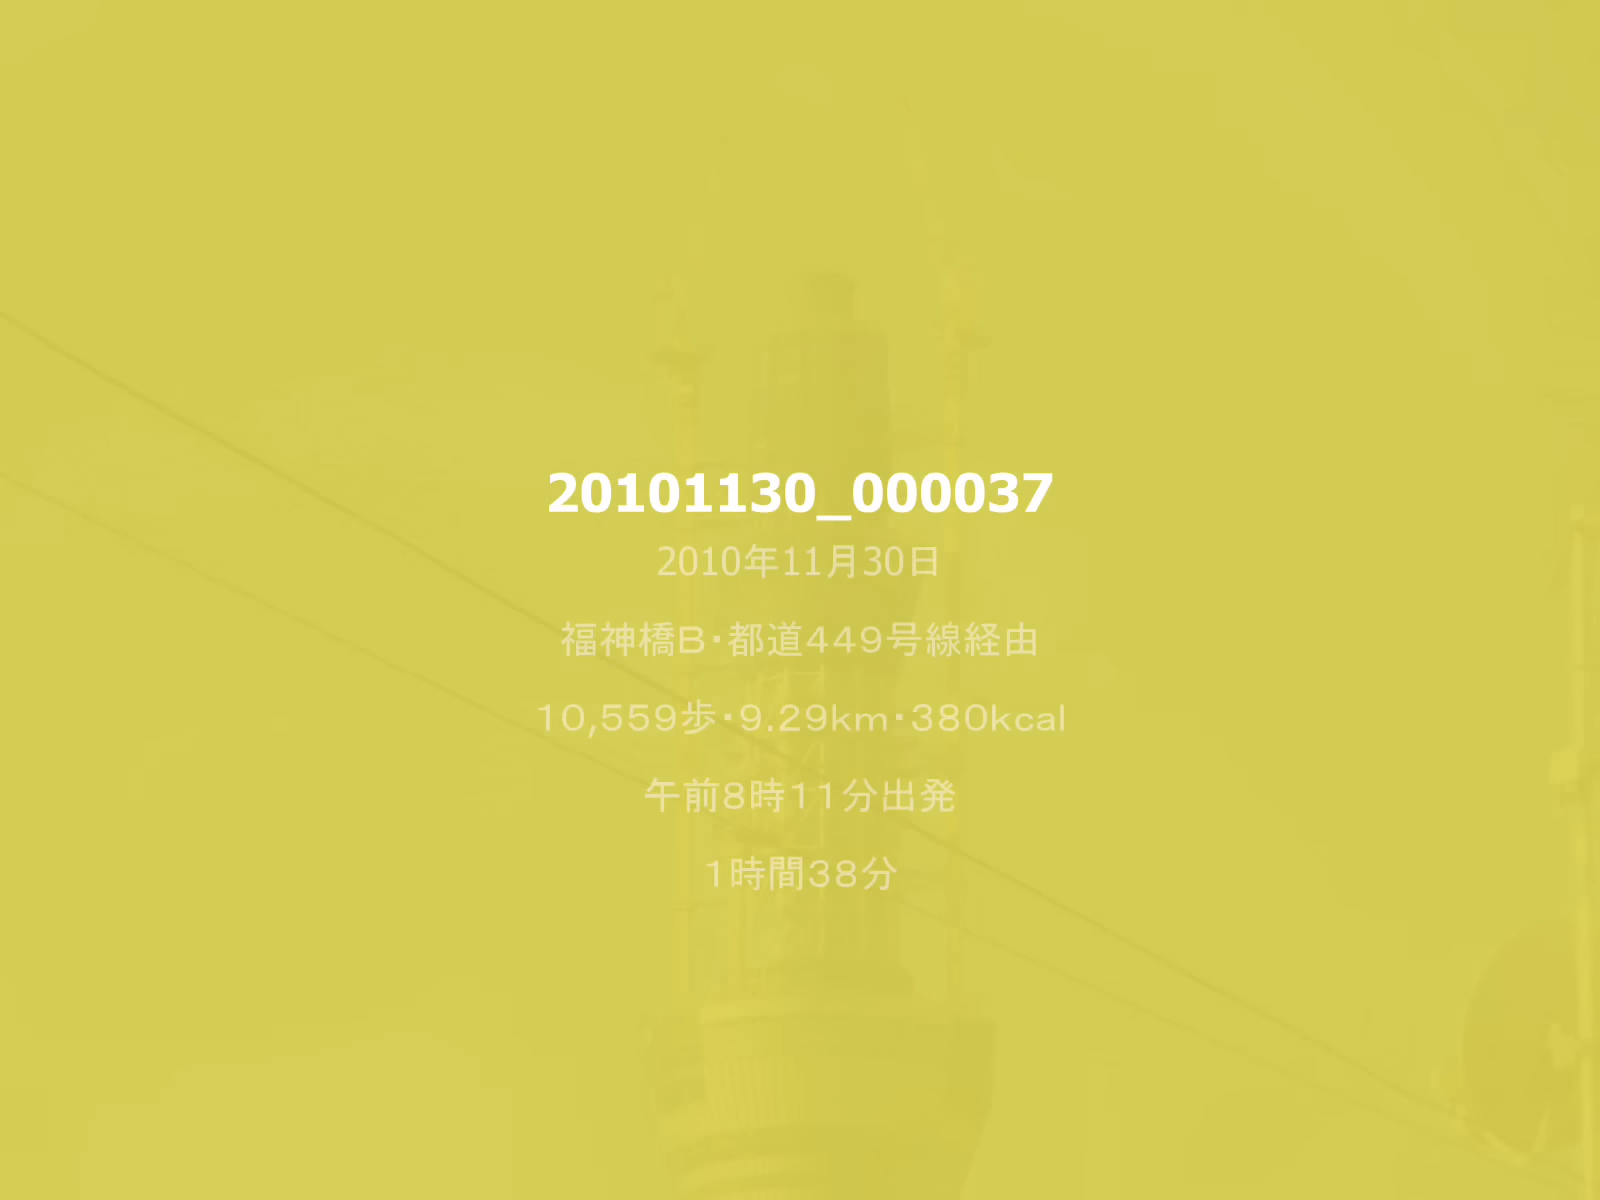 20101130_000037
2010年11月30日
福神橋B・都道449号線経由
10,559歩・9.29km・380kcal
午前8時11分出発
1時間38分